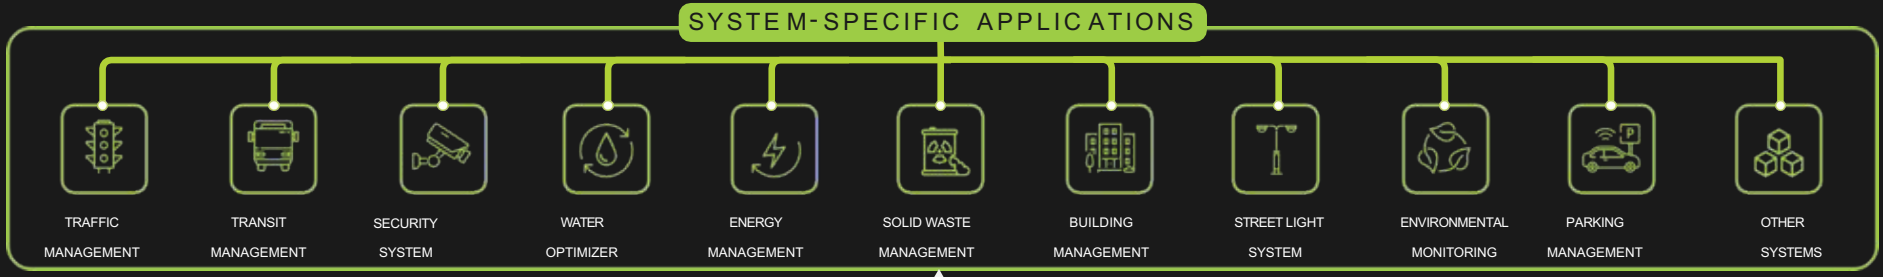 SYSTEM-SPECIFIC APPLICATIONS
P
TRAFFIC
MANAGEMENT
TRANSIT
MANAGEMENT
SECURITY
SYSTEM
WATER
OPTIMIZER
ENERGY
MANAGEMENT
SOLID WASTE
MANAGEMENT
BUILDING
MANAGEMENT
STREET LIGHT
SYSTEM
ENVIRONMENTAL
MONITORING
PARKING
MANAGEMENT
OTHER
SYSTEMS